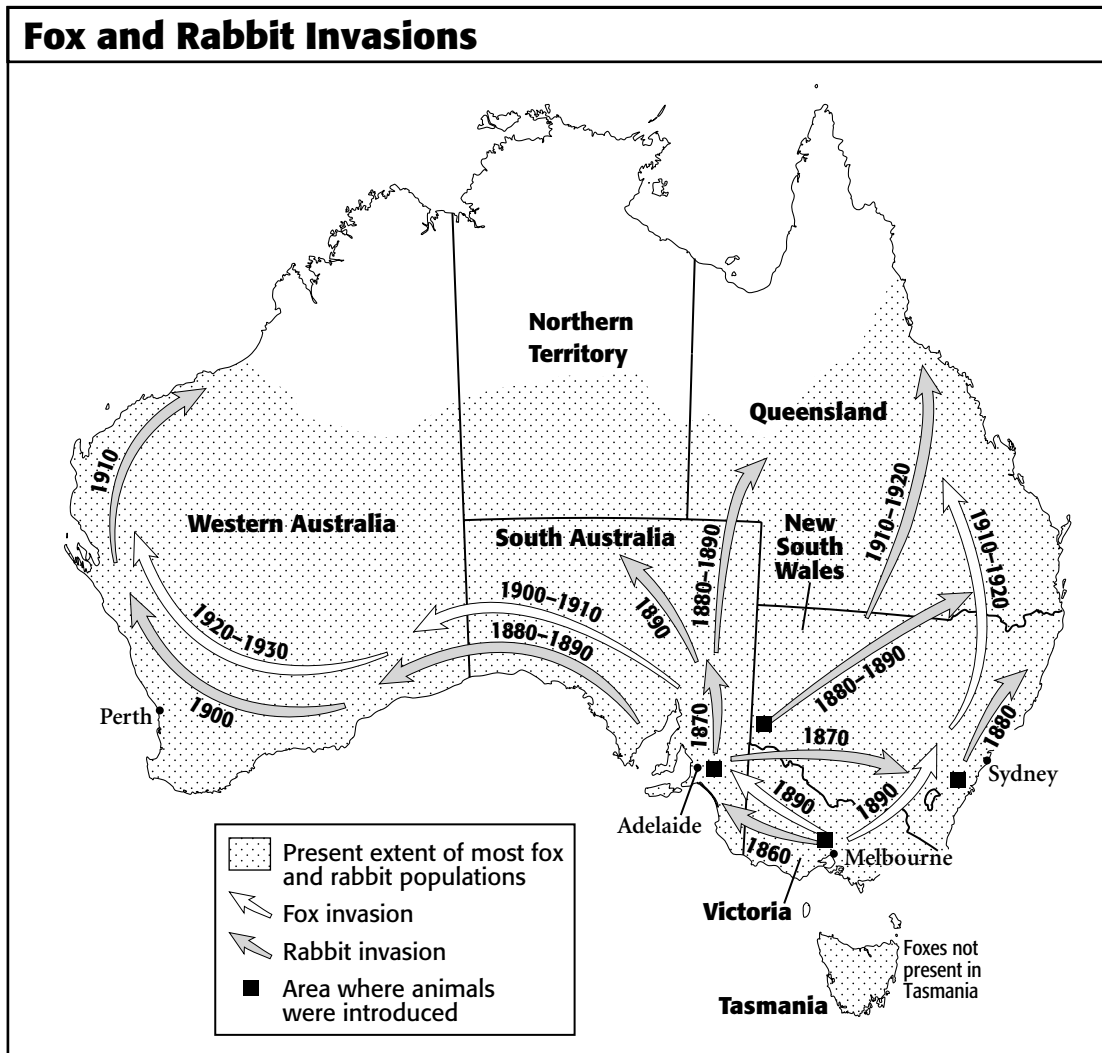 Fox and Rabbit Invasions
Northern
Territory
Queensland
1910
Western Australia
South Australia
New
South
Wales
1910–1920
1910–1920
1880–1890
1890
1900–1910
1880–1890
1920–1930
1900
1880–1890
1880
Perth
1870
1870
Sydney
Adelaide
1890
1890
1860
Melbourne
Victoria
Tasmania
Foxes not
present in
Tasmania
Present extent of most fox
and rabbit populations
Fox invasion
Rabbit invasion
Area where animals
were introduced